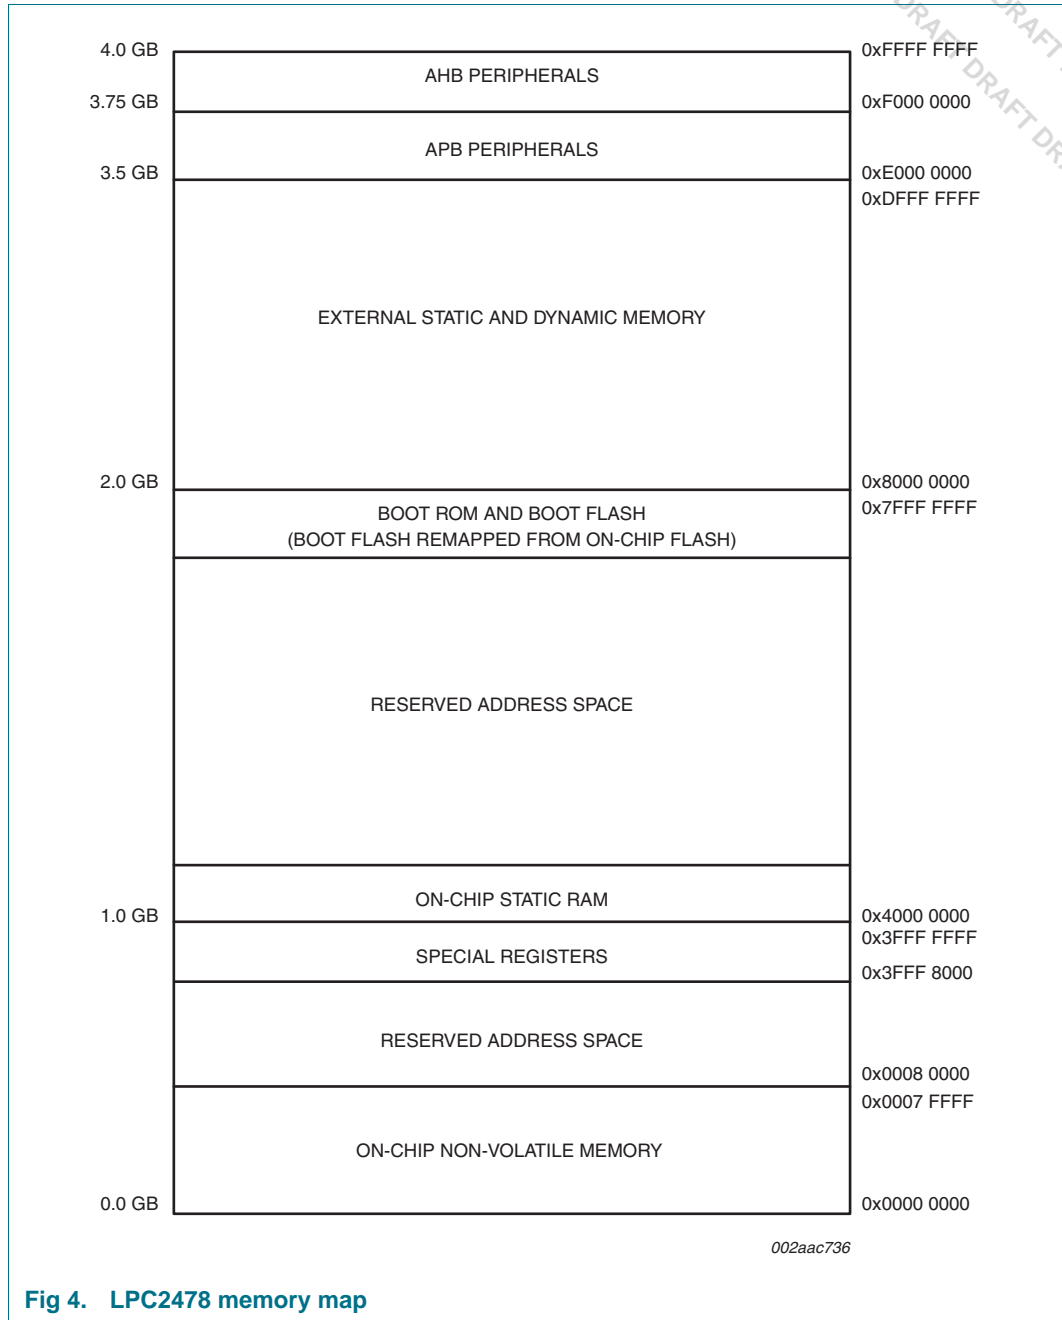 DRAFT DRAFT DRA
DRAFT
4.0 GB
0xFFFF FFFF
AHB PERIPHERALS
3.75 GB
0xF000 0000
APB PERIPHERALS
3.5 GB
0xE000 0000
0xDFFF FFFF
EXTERNAL STATIC AND DYNAMIC MEMORY
2.0 GB
0x8000 0000
0x7FFF FFFF
BOOT ROM AND BOOT FLASH
(BOOT FLASH REMAPPED FROM ON-CHIP FLASH)
RESERVED ADDRESS SPACE
ON-CHIP STATIC RAM
1.0 GB
0x4000 0000
0x3FFF FFFF
SPECIAL REGISTERS
0x3FFF 8000
RESERVED ADDRESS SPACE
0x0008 0000
0x0007 FFFF
ON-CHIP NON-VOLATILE MEMORY
0.0 GB
0x0000 0000
002aac736
Fig 4. LPC2478 memory map